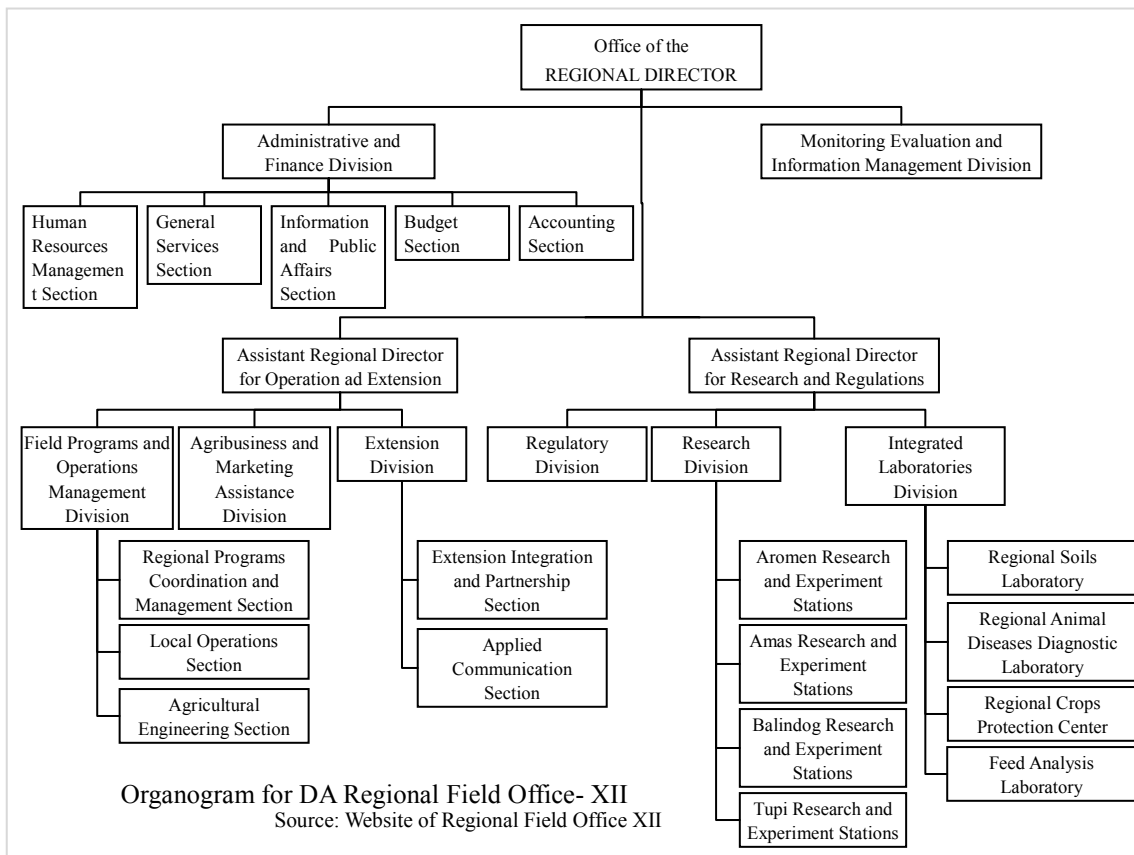 Office of the
REGIONAL DIRECTOR
Administrative and
Finance Division
Monitoring Evaluation and
Information Management Division
Human
Resources
Managemen
t Section
General
Services
Section
Information
and Public
Affairs
Section
Budget
Section
Accounting
Section
Assistant Regional Director
for Operation ad Extension
Assistant Regional Director
for Research and Regulations
Field Programs and
Operations
Management
Division
Agribusiness and
Marketing
Assistance
Division
Extension
Division
Regulatory
Division
Research
Division
Integrated
Laboratories
Division
Regional Programs
Coordination and
Management Section
Local Operations
Section
Agricultural
Engineering Section
Extension Integration
and Partnership
Section
Applied
Communication
Section
Aromen Research
and Experiment
Stations
Amas Research and
Experiment
Stations
Balindog Research
and Experiment
Stations
Tupi Research and
Experiment Stations
Regional Soils
Laboratory
Regional Animal
Diseases Diagnostic
Laboratory
Regional Crops
Protection Center
Feed Analysis
Laboratory
Organogram for DA Regional Field Office- XII
Source: Website of Regional Field Office XII